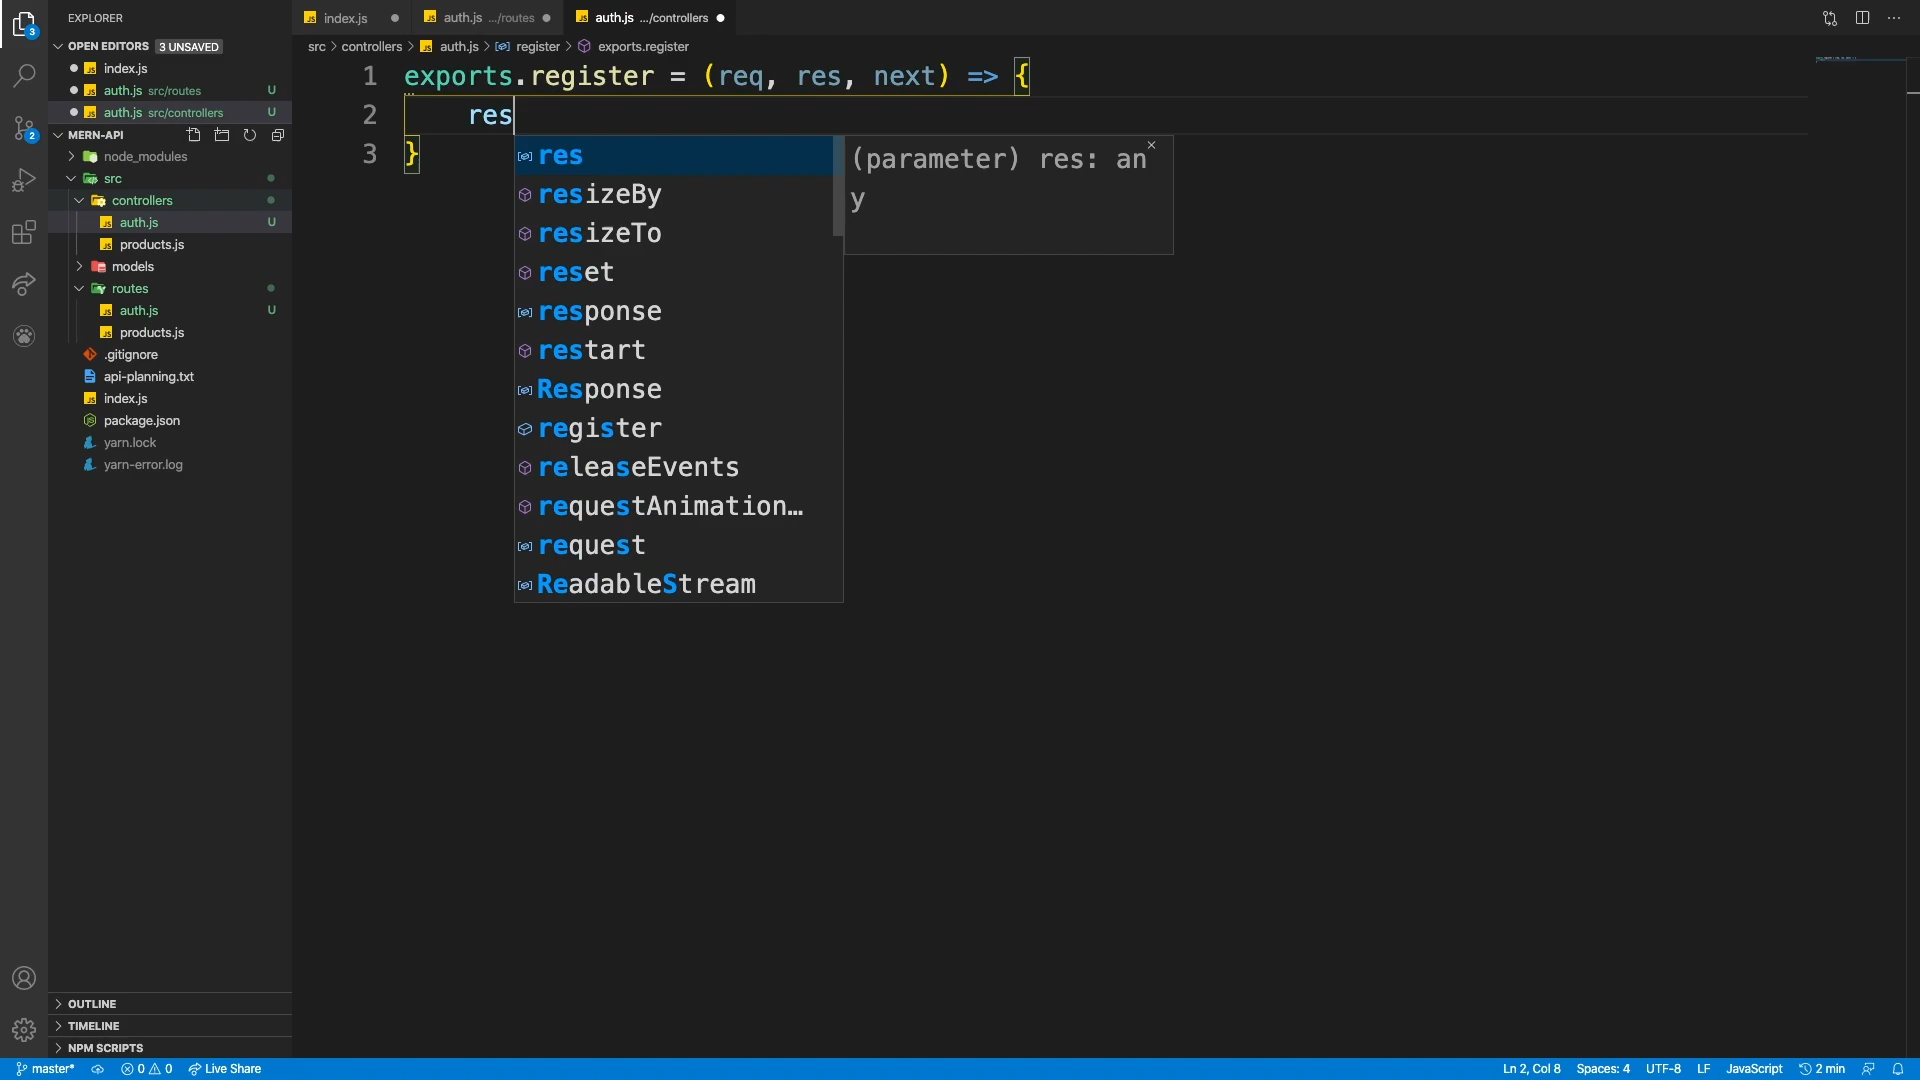 EXPLORER
OPEN EDITORS 3 UNSAVED
index.js
auth.js src/routes U
auth.js src/controllers U
MERN-API
node_modules
src
controllers
auth.js U
products.js
models
routes
auth.js U
products.js
.gitignore
api-planning.txt
index.js
package.json
yarn.lock
yarn-error.log
OUTLINE
TIMELINE
NPM SCRIPTS
3
2
index.js
auth.js .../routes
auth.js .../controllers
src > controllers > auth.js > register > exports.register
1 exports.register = (req, res, next) => {
2 res
3 }
res
resizeBy
resizeTo
reset
response
restart
Response
register
releaseEvents
requestAnimation…
request
ReadableStream
(parameter) res: an
y
master* 0 0 Live Share
Ln 2, Col 8 Spaces: 4 UTF-8 LF JavaScript 2 min